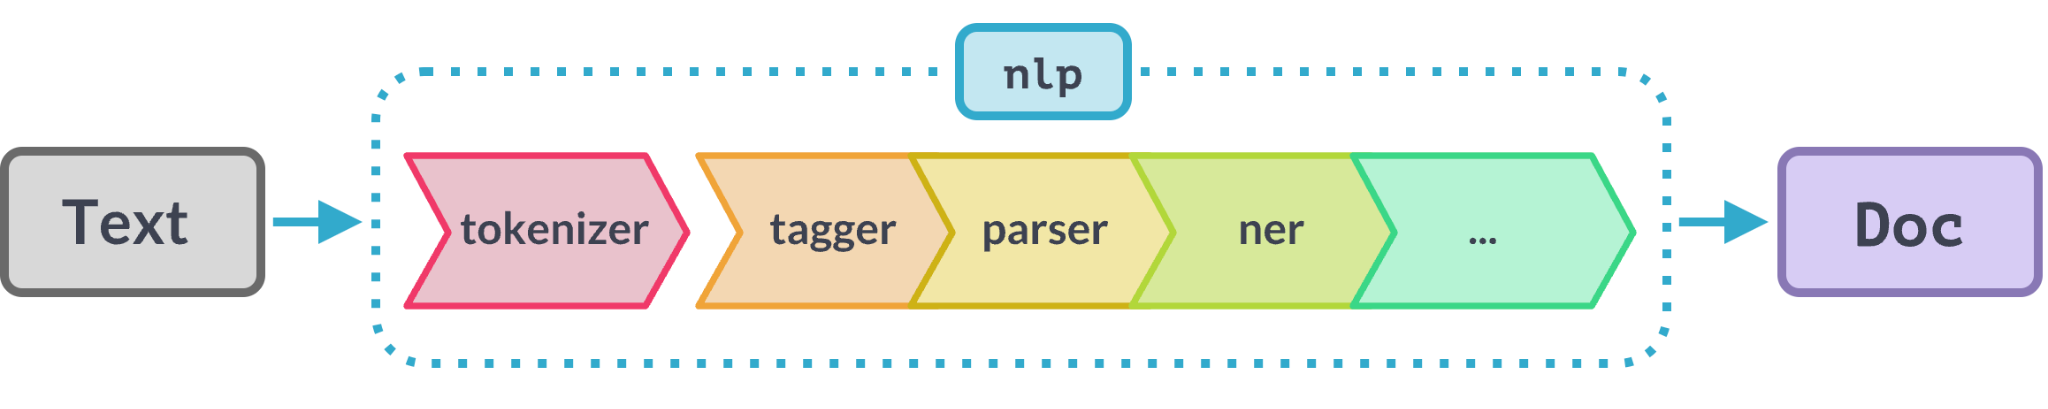 nlp
Text
tokenizer
tagger
parser
ner
...
Doc